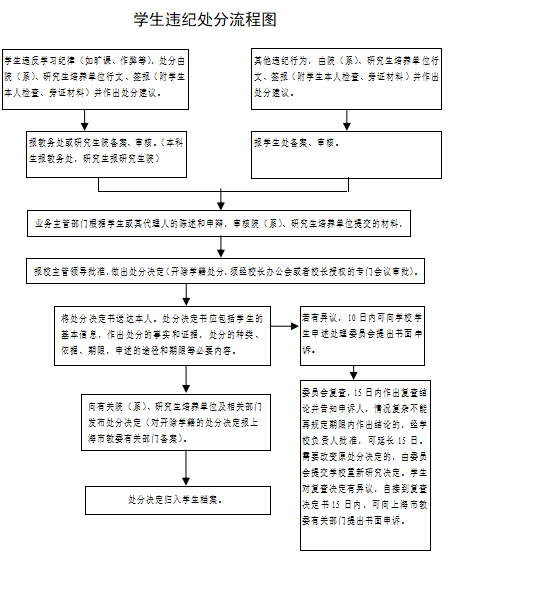 学生违纪处分流程图
学生违反学习纪律（如旷课、作弊等），处分由
院（系）、研究生培养单位行文、签报（附学生
本人检查、旁证材料）并作出处分建议。
其他违纪行为，由院（系）、研究生培养单位行
文、签报（附学生本人检查、旁证材料）并作出
处分建议。
报教务处或研究生院备案、审核。（本科
生报教务处，研究生报研究生院）
报学生处备案、审核。
业务主管部门根据学生或其代理人的陈述和申辩，审核院（系）、研究生培养单位提交的材料，
报校主管领导批准，做出处分决定（开除学籍处分，须经校长办公会或者校长授权的专门会议审批）。
将处分决定书送达本人。处分决定书应包括学生的
基本信息，作出处分的事实和证据，处分的种类、
依据、期限，申述的途径和期限等必要内容。
若有异议，10日内可向学校学
生申述处理委员会提出书面申
诉。
向有关院（系）、研究生培养单位及相关部门
发布处分决定（对开除学籍的处分决定报上
海市教委有关部门备案）。
委员会复查，15日内作出复查结
论并告知申诉人，情况复杂不能
再规定期限内作出结论的，经学
校负责人批准，可延长15日。
需要改变原处分决定的，由委员
会提交学校重新研究决定。学生
对复查决定有异议，自接到复查
决定书15日内，可向上海市教
委有关部门提出书面申诉。
处分决定归入学生档案。